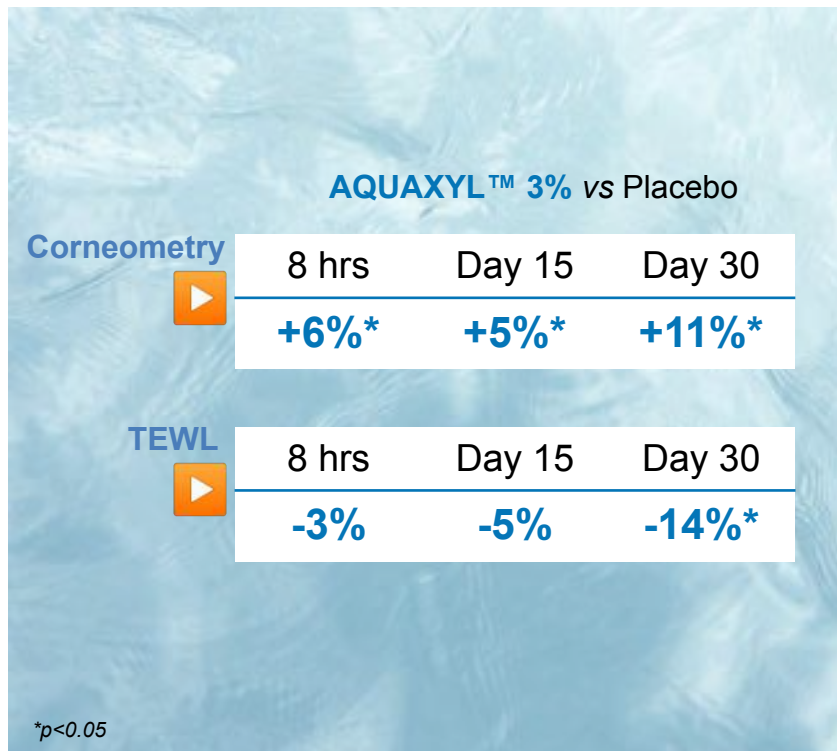 AQUAXYL™ 3% vs Placebo
Corneometry
8 hrs Day 15 Day 30
+6%* +5%* +11%*
TEWL
8 hrs Day 15 Day 30
-3% -5% -14%*
*p<0.05